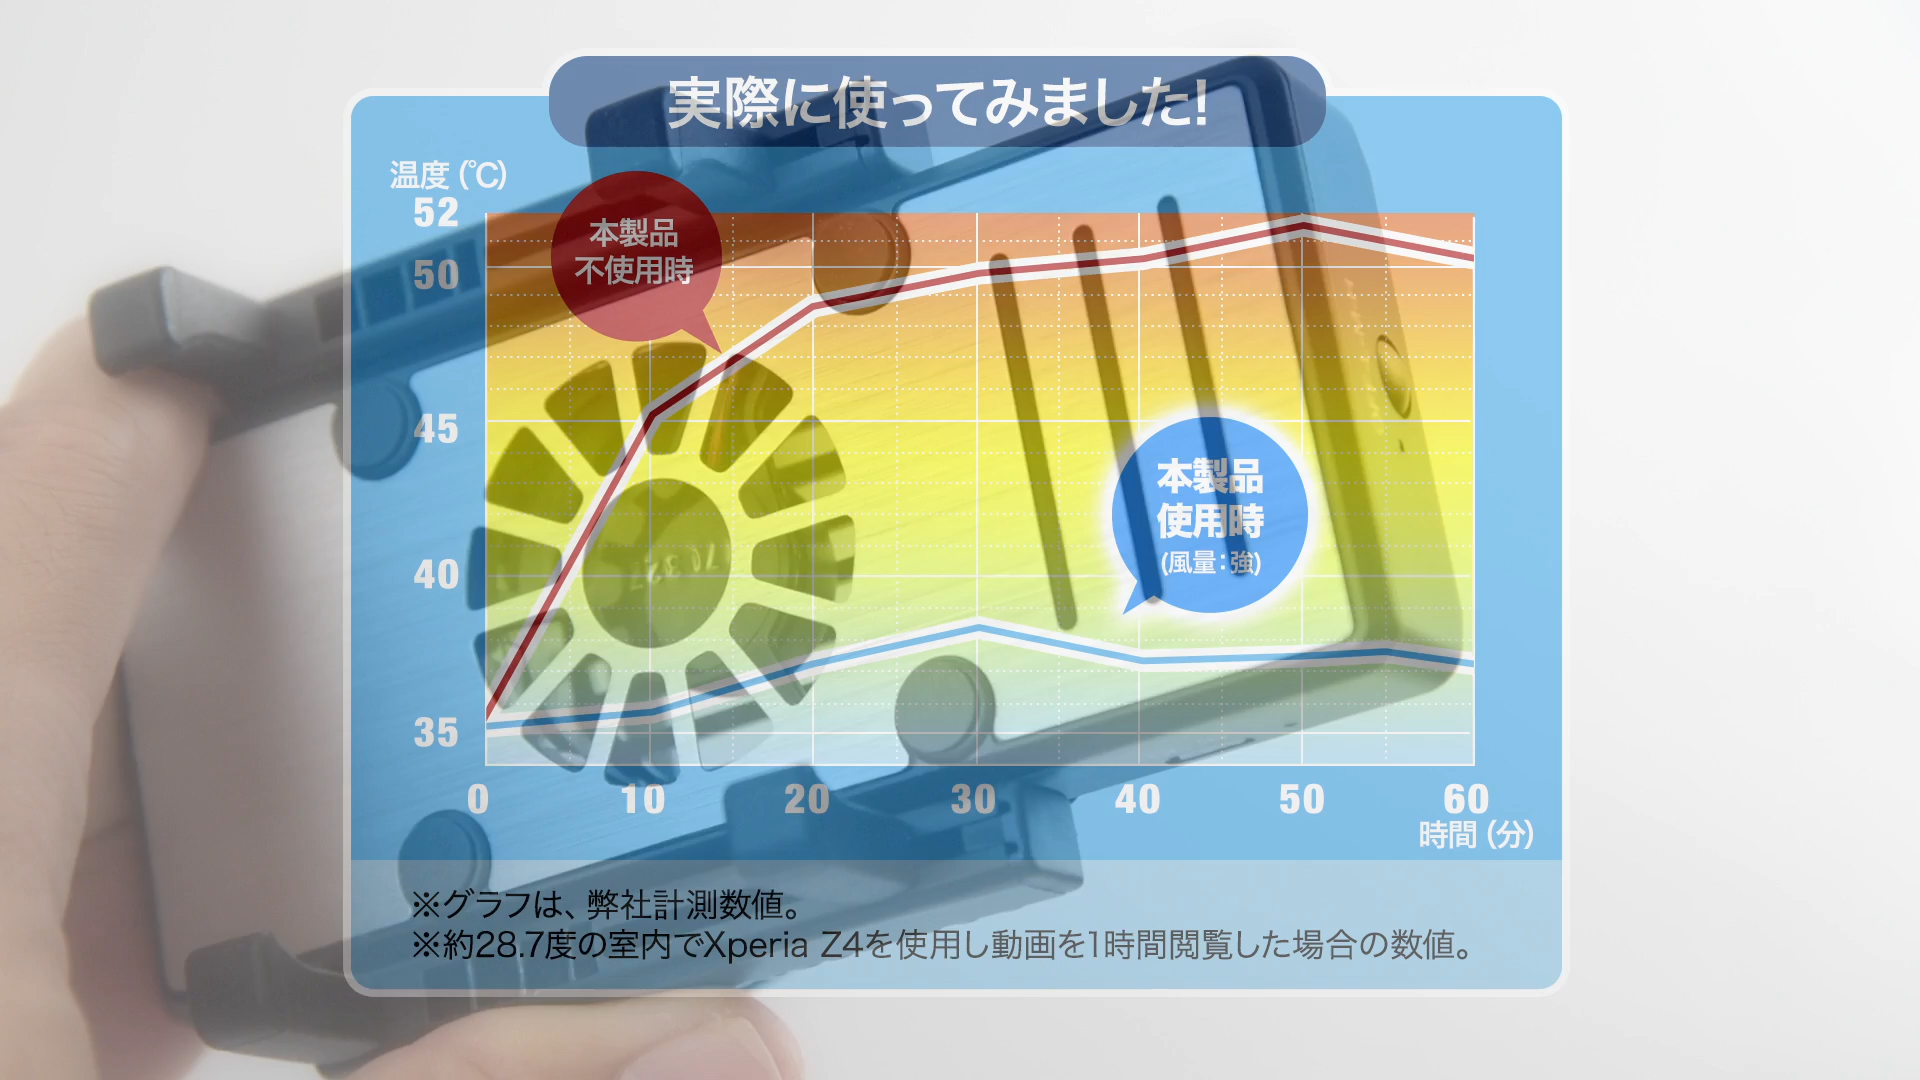 実際に使ってみました!
温度(℃)
52
本製品
不使用時
50
45
本製品
使用時
(風量:強)
40
35
0 10 20 30 40 50 60
時間(分)
※グラフは、弊社計測数値。
※約28.7度の室内でXperia Z4を使用し動画を1時間閲覧した場合の数値。